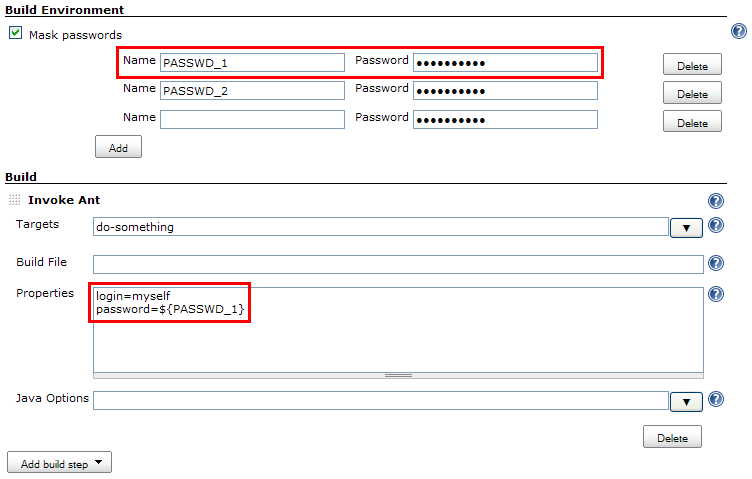 Build Environment
Mask passwords
Name PASSWD_1 Password •••••••••• Delete
Name PASSWD_2 Password •••••••••• Delete
Name Password •••••••••• Delete
Add
Build
Invoke Ant
Targets do-something
Build File
Properties login=myself
password=${PASSWD_1}
Java Options
Delete
Add build step